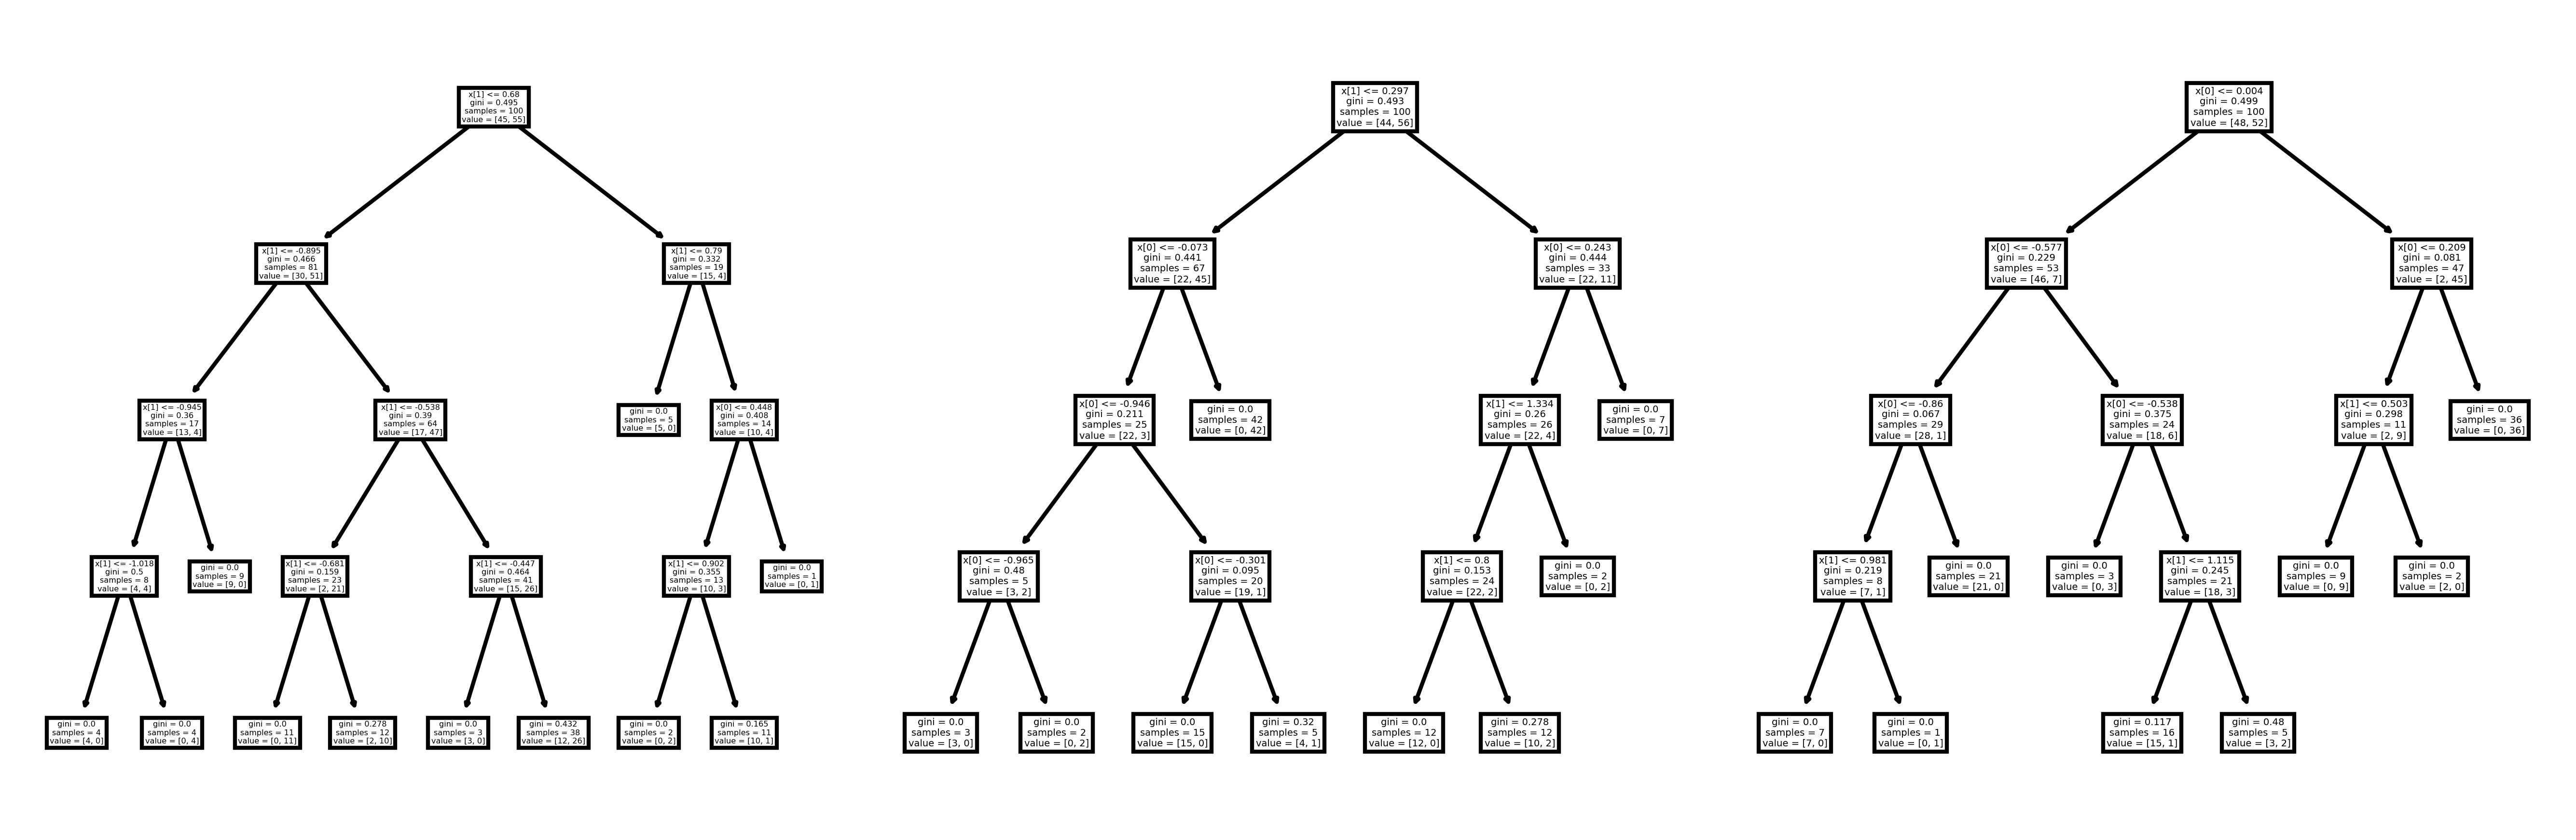 x[1] <= 0.68
gini = 0.495
samples = 100
value = [45, 55]
x[1] <= -0.895
gini = 0.466
samples = 81
value = [30, 51]
x[1] <= 0.79
gini = 0.332
samples = 19
value = [15, 4]
x[1] <= -0.945
gini = 0.36
samples = 17
value = [13, 4]
x[1] <= -0.538
gini = 0.39
samples = 64
value = [17, 47]
gini = 0.0
samples = 5
value = [5, 0]
x[0] <= 0.448
gini = 0.408
samples = 14
value = [10, 4]
x[1] <= -1.018
gini = 0.5
samples = 8
value = [4, 4]
gini = 0.0
samples = 9
value = [9, 0]
x[1] <= -0.681
gini = 0.159
samples = 23
value = [2, 21]
x[1] <= -0.447
gini = 0.464
samples = 41
value = [15, 26]
x[1] <= 0.902
gini = 0.355
samples = 13
value = [10, 3]
gini = 0.0
samples = 1
value = [0, 1]
gini = 0.0
samples = 4
value = [4, 0]
gini = 0.0
samples = 4
value = [0, 4]
gini = 0.0
samples = 11
value = [0, 11]
gini = 0.278
samples = 12
value = [2, 10]
gini = 0.0
samples = 3
value = [3, 0]
gini = 0.432
samples = 38
value = [12, 26]
gini = 0.0
samples = 2
value = [0, 2]
gini = 0.165
samples = 11
value = [10, 1]
x[1] <= 0.297
gini = 0.493
samples = 100
value = [44, 56]
x[0] <= -0.073
gini = 0.441
samples = 67
value = [22, 45]
x[0] <= 0.243
gini = 0.444
samples = 33
value = [22, 11]
x[0] <= -0.946
gini = 0.211
samples = 25
value = [22, 3]
gini = 0.0
samples = 42
value = [0, 42]
x[1] <= 1.334
gini = 0.26
samples = 26
value = [22, 4]
gini = 0.0
samples = 7
value = [0, 7]
x[0] <= -0.965
gini = 0.48
samples = 5
value = [3, 2]
x[0] <= -0.301
gini = 0.095
samples = 20
value = [19, 1]
x[1] <= 0.8
gini = 0.153
samples = 24
value = [22, 2]
gini = 0.0
samples = 2
value = [0, 2]
gini = 0.0
samples = 3
value = [3, 0]
gini = 0.0
samples = 2
value = [0, 2]
gini = 0.0
samples = 15
value = [15, 0]
gini = 0.32
samples = 5
value = [4, 1]
gini = 0.0
samples = 12
value = [12, 0]
gini = 0.278
samples = 12
value = [10, 2]
x[0] <= 0.004
gini = 0.499
samples = 100
value = [48, 52]
x[0] <= -0.577
gini = 0.229
samples = 53
value = [46, 7]
x[0] <= 0.209
gini = 0.081
samples = 47
value = [2, 45]
x[0] <= -0.86
gini = 0.067
samples = 29
value = [28, 1]
x[0] <= -0.538
gini = 0.375
samples = 24
value = [18, 6]
x[1] <= 0.503
gini = 0.298
samples = 11
value = [2, 9]
gini = 0.0
samples = 36
value = [0, 36]
x[1] <= 0.981
gini = 0.219
samples = 8
value = [7, 1]
gini = 0.0
samples = 21
value = [21, 0]
gini = 0.0
samples = 3
value = [0, 3]
x[1] <= 1.115
gini = 0.245
samples = 21
value = [18, 3]
gini = 0.0
samples = 9
value = [0, 9]
gini = 0.0
samples = 2
value = [2, 0]
gini = 0.0
samples = 7
value = [7, 0]
gini = 0.0
samples = 1
value = [0, 1]
gini = 0.117
samples = 16
value = [15, 1]
gini = 0.48
samples = 5
value = [3, 2]